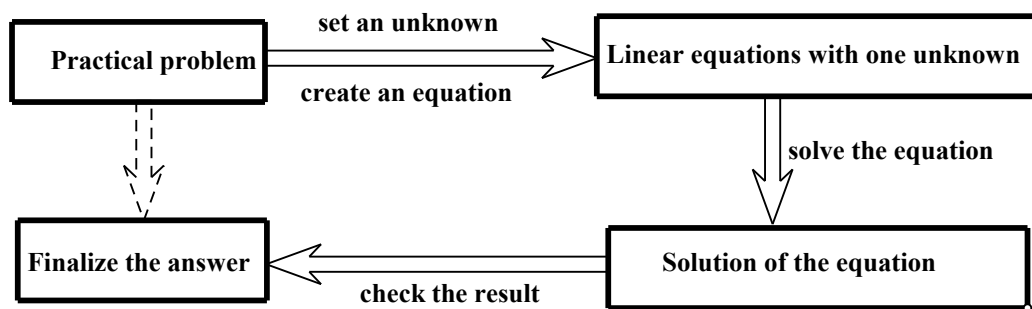 set an unknown
Practical problem
Linear equations with one unknown
create an equation
solve the equation
Finalize the answer
Solution of the equation
check the result